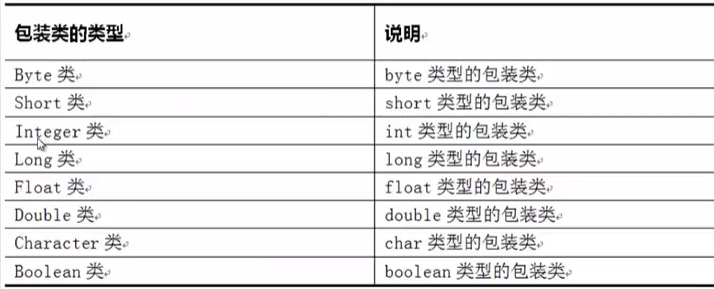 包装类的类型 说明
Byte 类 byte 类型的包装类
Short 类 short 类型的包装类
Integer 类 int 类型的包装类
Long 类 long 类型的包装类
Float 类 float 类型的包装类
Double 类 double 类型的包装类
Character 类 char 类型的包装类
Boolean 类 boolean 类型的包装类